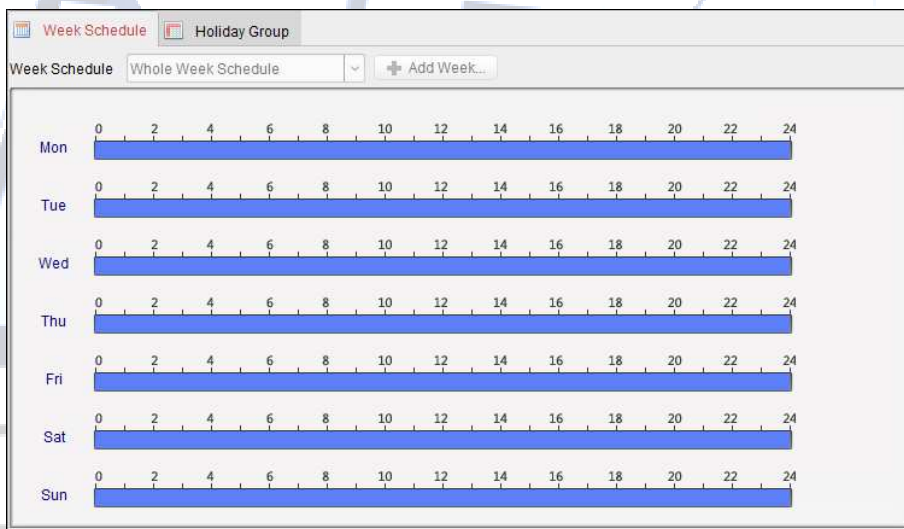 Week Schedule Holiday Group
Week Schedule Whole Week Schedule Add Week...
0 2 4 6 8 10 12 14 16 18 20 22 24
Mon
0 2 4 6 8 10 12 14 16 18 20 22 24
Tue
0 2 4 6 8 10 12 14 16 18 20 22 24
Wed
0 2 4 6 8 10 12 14 16 18 20 22 24
Thu
0 2 4 6 8 10 12 14 16 18 20 22 24
Fri
0 2 4 6 8 10 12 14 16 18 20 22 24
Sat
0 2 4 6 8 10 12 14 16 18 20 22 24
Sun